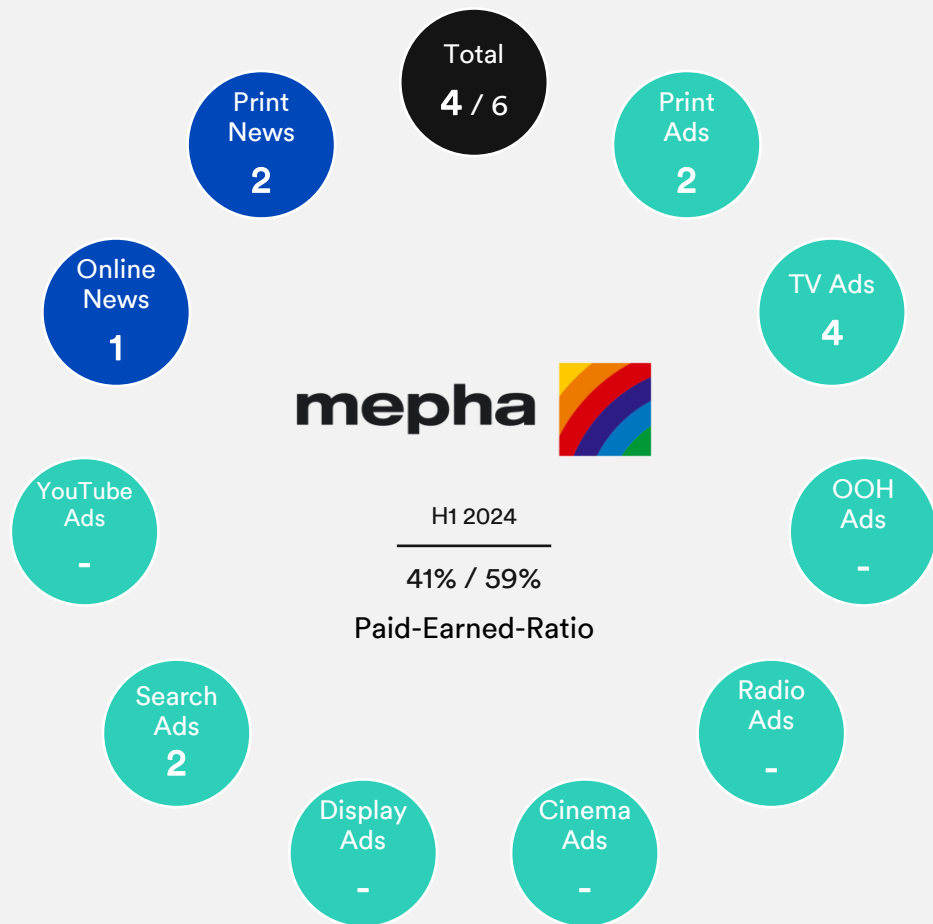 Total
4 / 6
Print
News
2
Print
Ads
2
Online
News
1
TV Ads
4
mepha
YouTube
Ads
-
H1 2024
41% / 59%
Paid-Earned-Ratio
OOH
Ads
-
Search
Ads
2
Radio
Ads
-
Display
Ads
-
Cinema
Ads
-